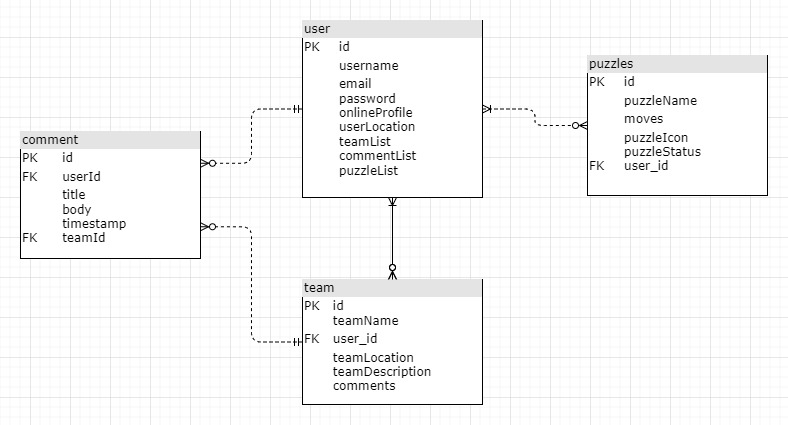 user
PK id
username
email
password
onlineProfile
userLocation
teamList
commentList
puzzleList
puzzles
PK id
puzzleName
moves
puzzleIcon
puzzleStatus
FK user_id
comment
PK id
FK userId
title
body
timestamp
FK teamId
team
PK id
teamName
FK user_id
teamLocation
teamDescription
comments